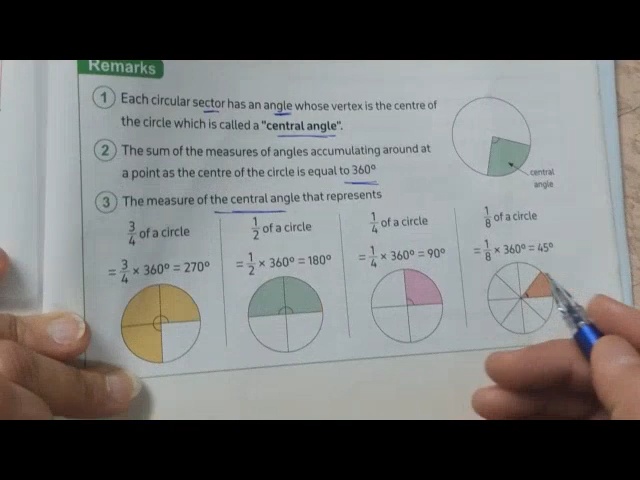 Remarks
1 Each circular sector has an angle whose vertex is the centre of
the circle which is called a "central angle".
central
angle
2 The sum of the measures of angles accumulating around at
a point as the centre of the circle is equal to 360°
3 The measure of the central angle that represents
3/4 of a circle
= 3/4 × 360° = 270°
1/2 of a circle
= 1/2 × 360° = 180°
1/4 of a circle
= 1/4 × 360° = 90°
1/8 of a circle
= 1/8 × 360° = 45°